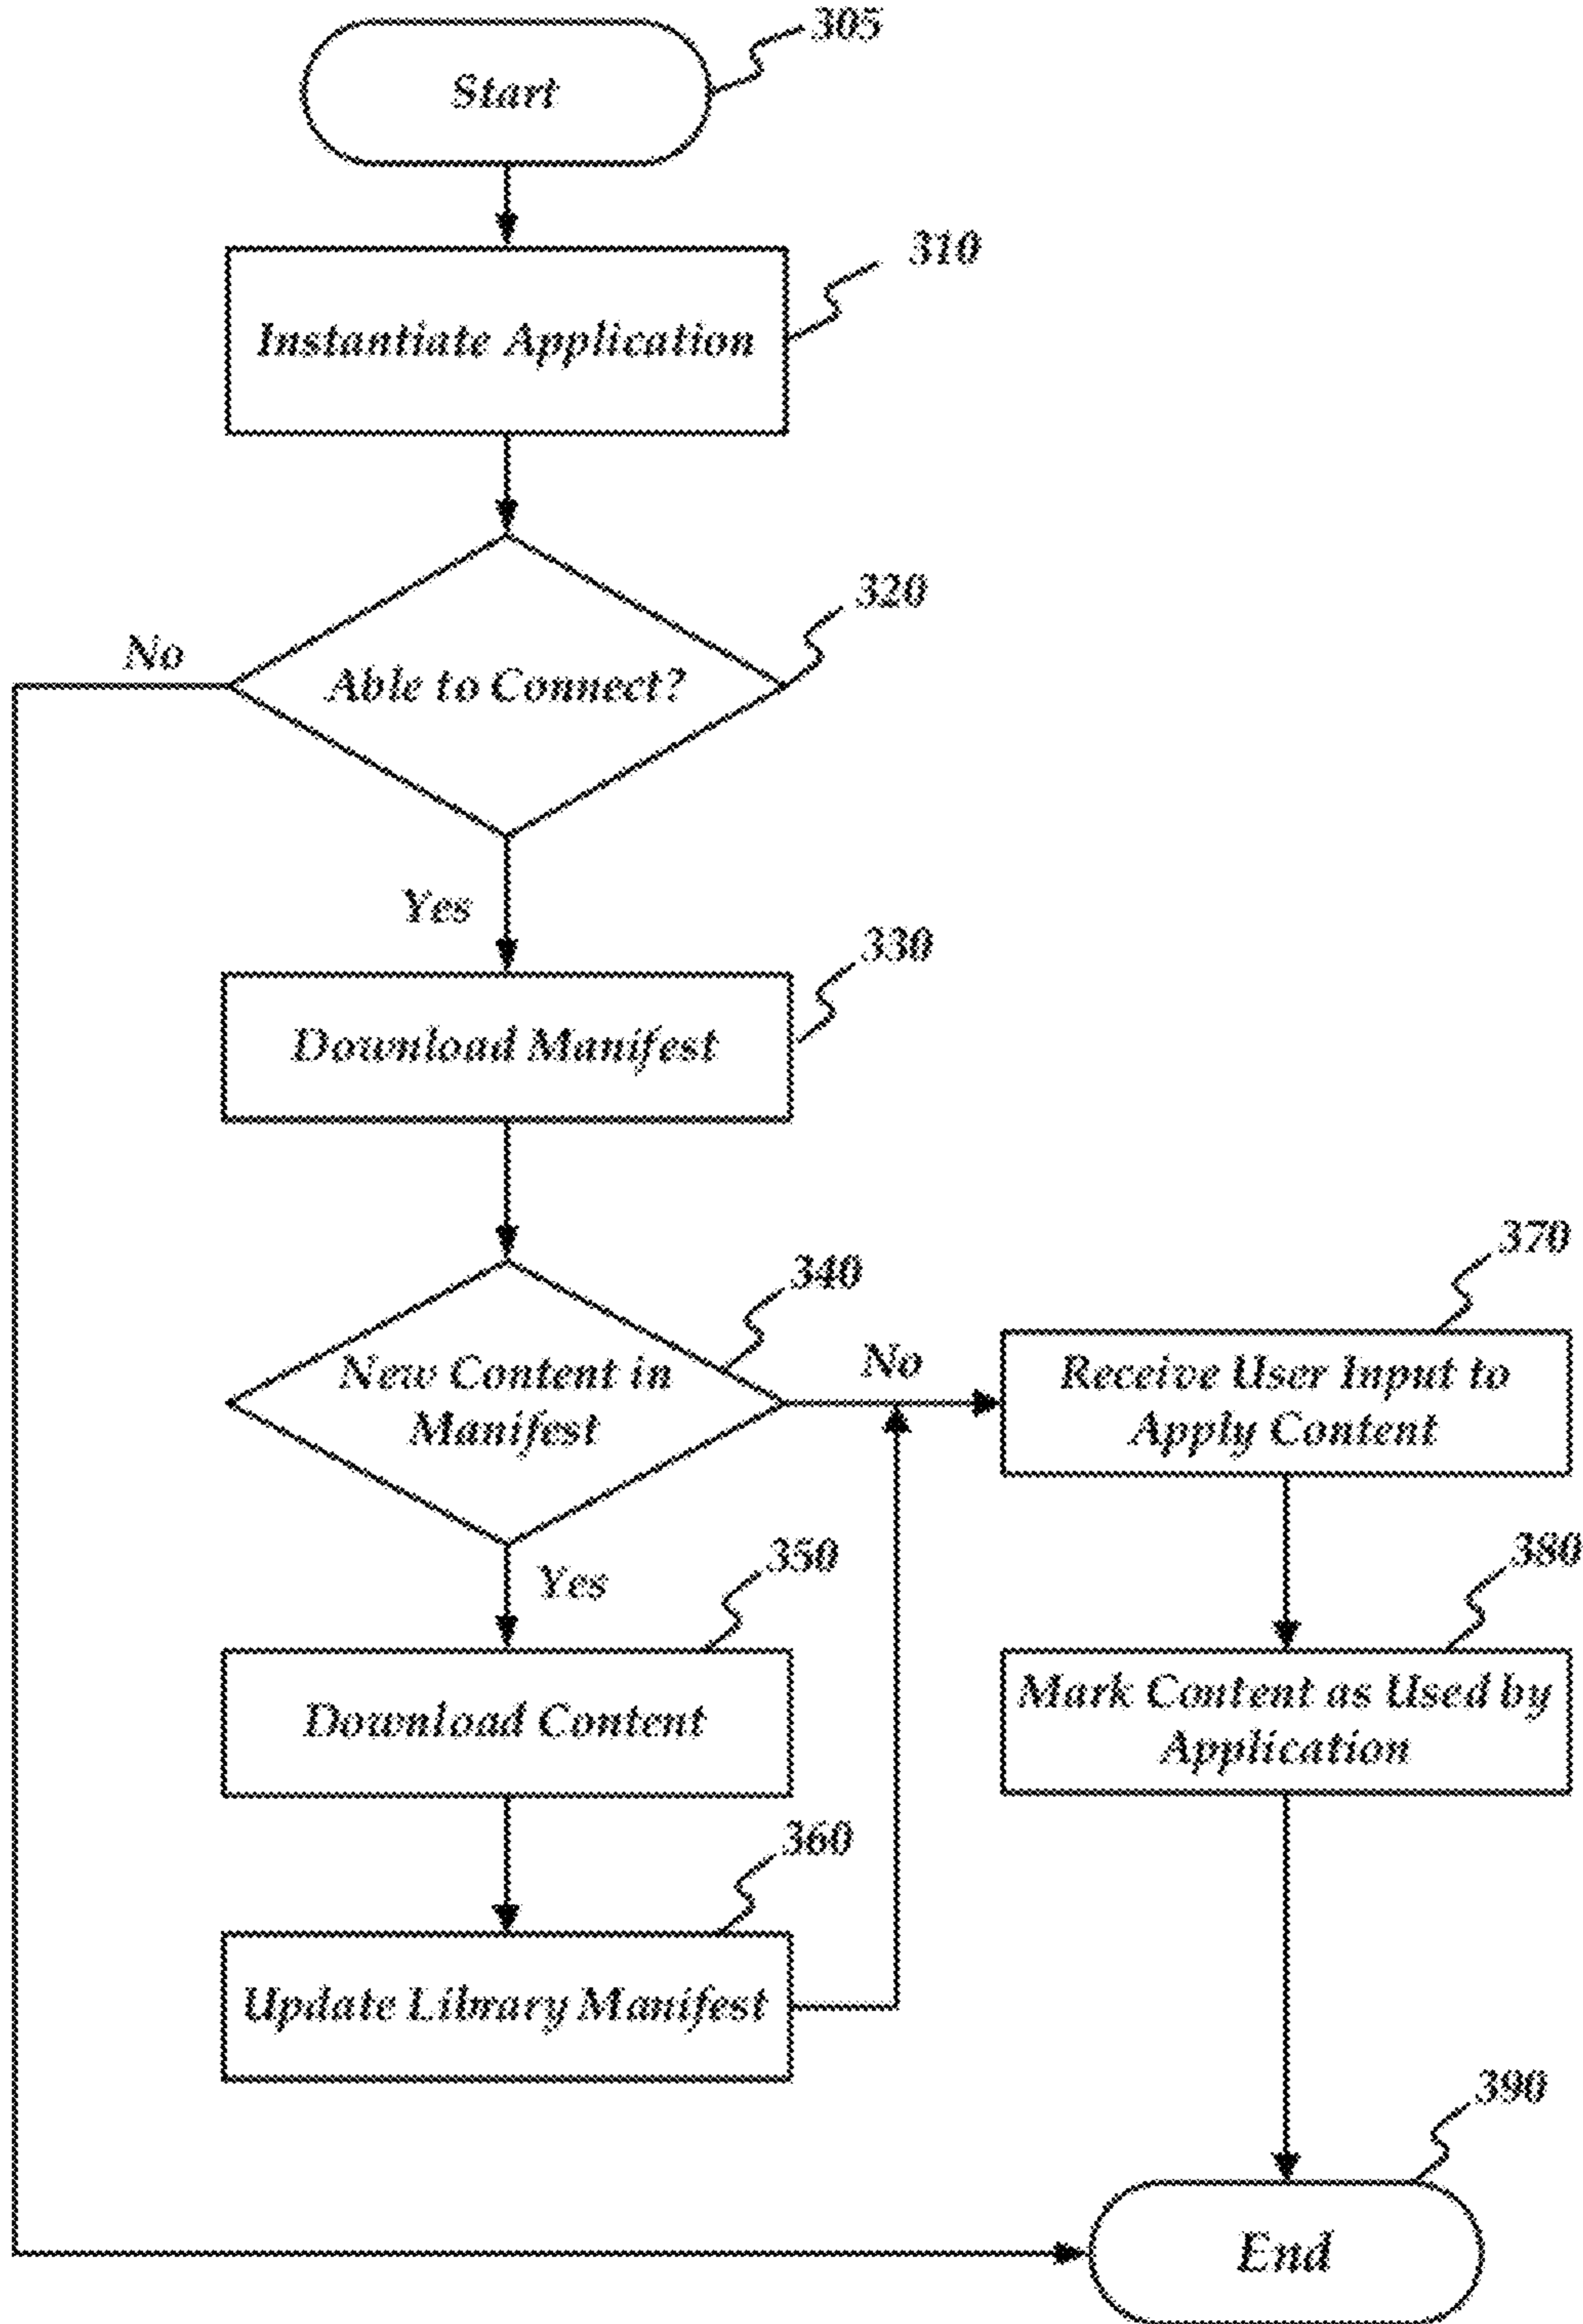 305
Start
310
Instantiate Application
320
No
Able to Connect?
Yes
330
Download Manifest
340
New Content in
Manifest
No
370
Receive User Input to
Apply Content
Yes
350
Download Content
380
Mark Content as Used by
Application
360
Update Library Manifest
390
End